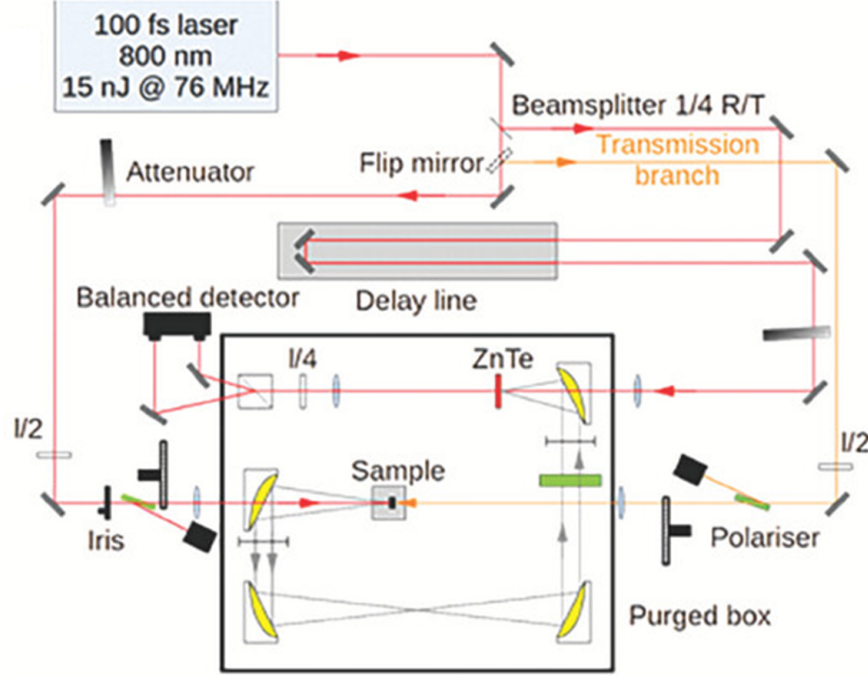 100 fs laser
800 nm
15 nJ @ 76 MHz
Beamsplitter 1/4 R/T
Attenuator
Flip mirror
Transmission
branch
Delay line
Balanced detector
l/4
ZnTe
l/2
l/2
Sample
Iris
Polariser
Purged box